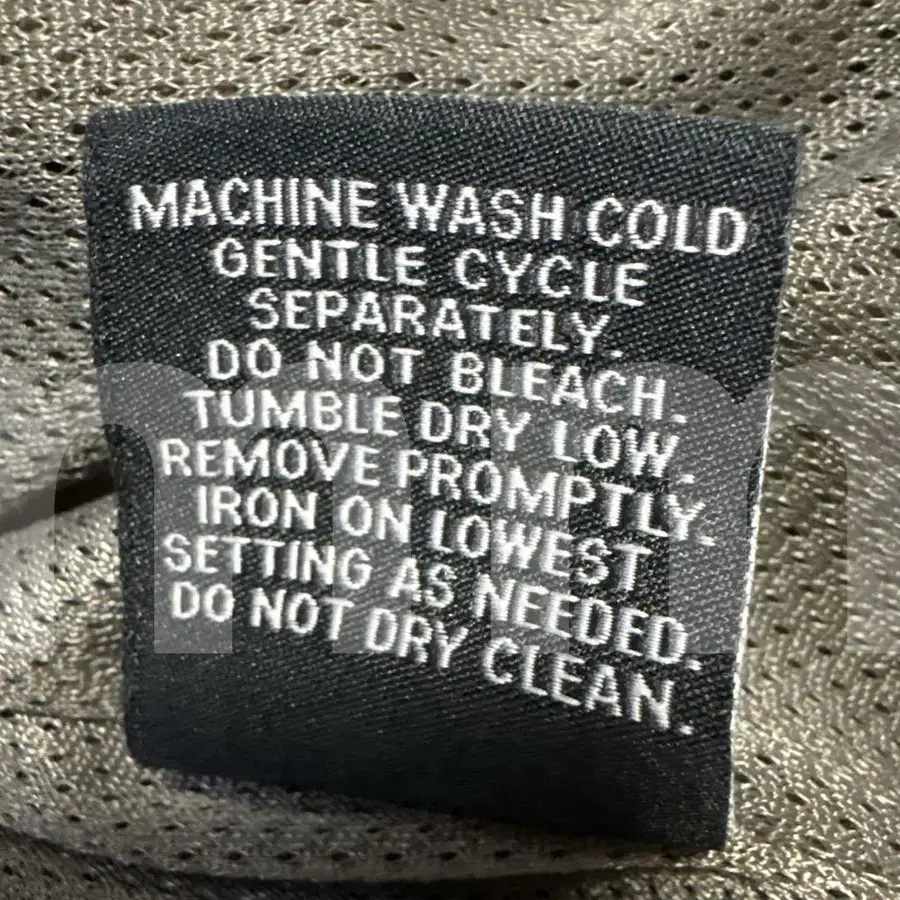 MACHINE WASH COLD
GENTLE CYCLE
SEPARATELY.
DO NOT BLEACH.
TUMBLE DRY LOW.
REMOVE PROMPTLY.
IRON ON LOWEST
SETTING AS NEEDED.
DO NOT DRY CLEAN.